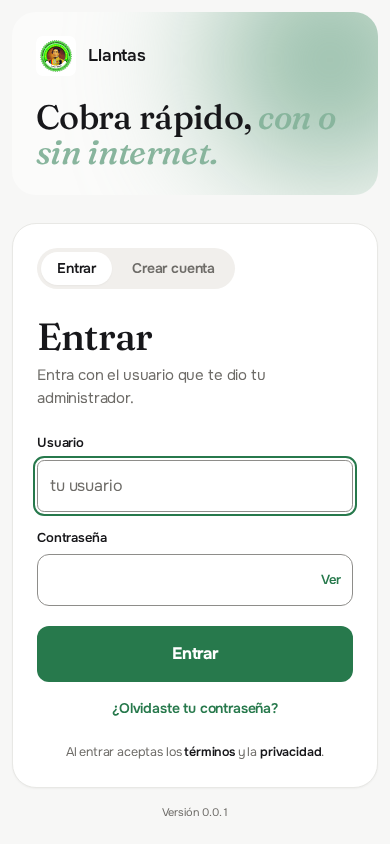 Llantas
Cobra rápido, con o
sin internet.
Entrar
Crear cuenta
Entrar
Entra con el usuario que te dio tu
administrador.
Usuario
tu usuario
Contraseña
Ver
Entrar
¿Olvidaste tu contraseña?
Al entrar aceptas los términos y la privacidad.
Versión 0.0.1